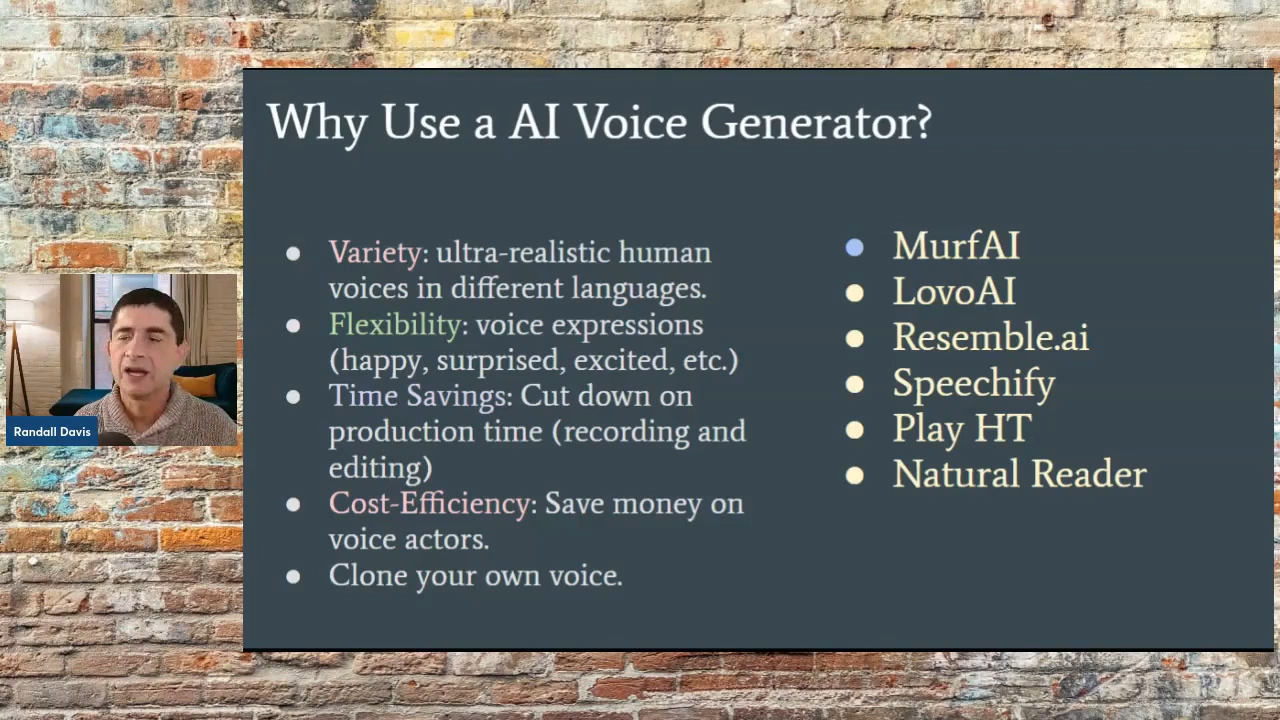 Why Use a AI Voice Generator?
Variety: ultra-realistic human
voices in different languages.
Flexibility: voice expressions
(happy, surprised, excited, etc.)
Time Savings: Cut down on
production time (recording and
editing)
Cost-Efficiency: Save money on
voice actors.
Clone your own voice.
MurfAI
LovoAI
Resemble.ai
Speechify
Play HT
Natural Reader
Randall Davis